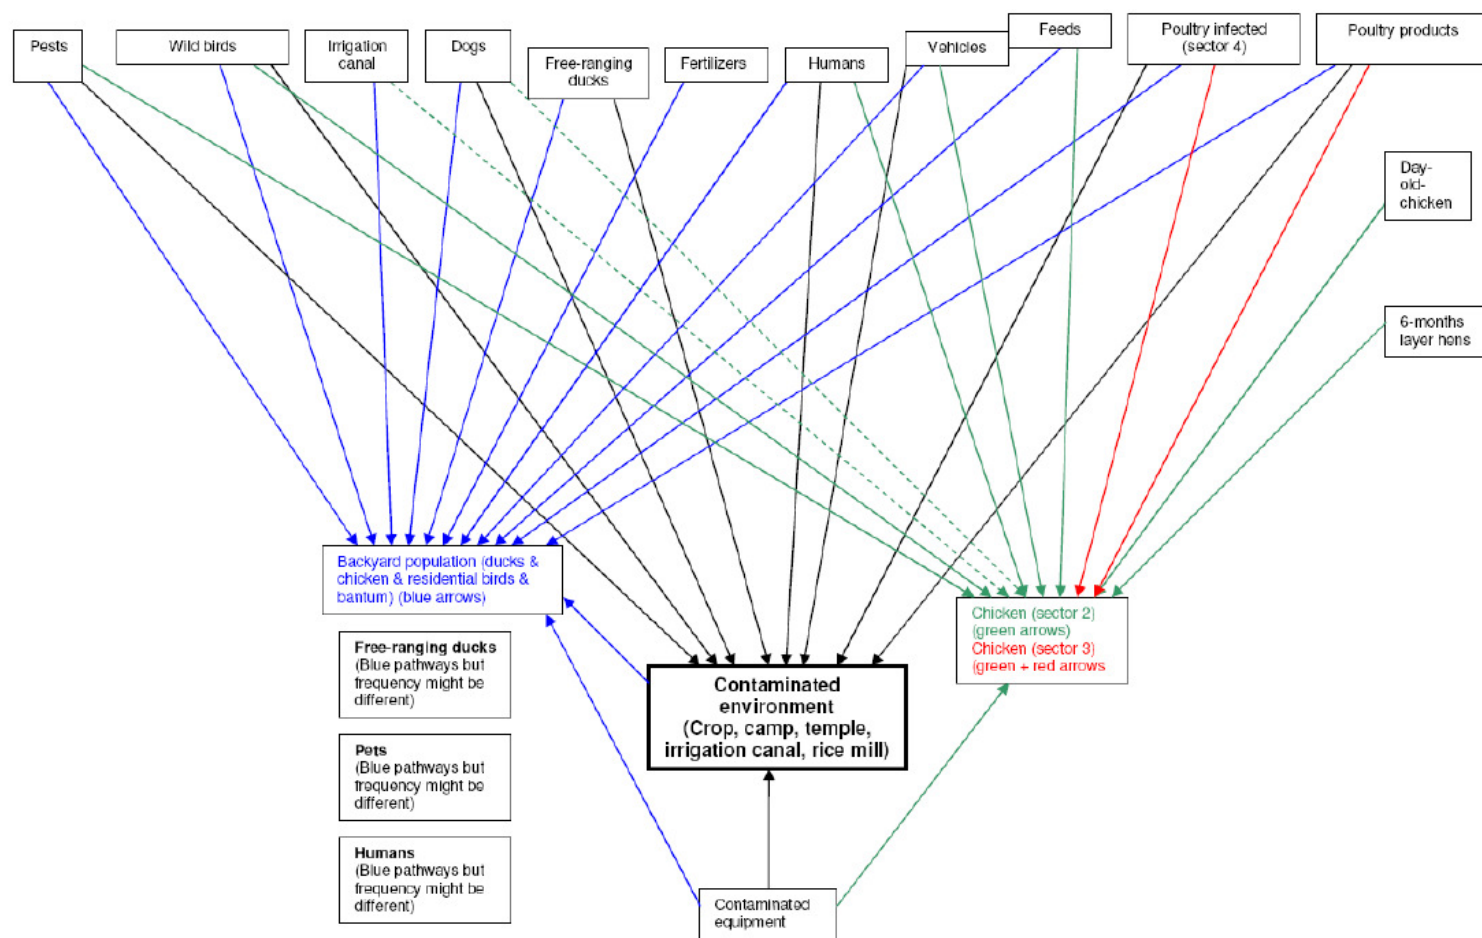 Pests
Wild birds
Irrigation
canal
Dogs
Free-ranging
ducks
Fertilizers
Humans
Vehicles
Feeds
Poultry infected
(sector 4)
Poultry products
Day-
old-
chicken
6-months
layer hens
Backyard population (ducks &
chicken & residential birds &
bantum) (blue arrows)
Chicken (sector 2)
(green arrows)
Chicken (sector 3)
(green + red arrows
Free-ranging ducks
(Blue pathways but
frequency might be
different)
Contaminated
environment
(Crop, camp, temple,
irrigation canal, rice mill)
Pets
(Blue pathways but
frequency might be
different)
Humans
(Blue pathways but
frequency might be
different)
Contaminated
equipment